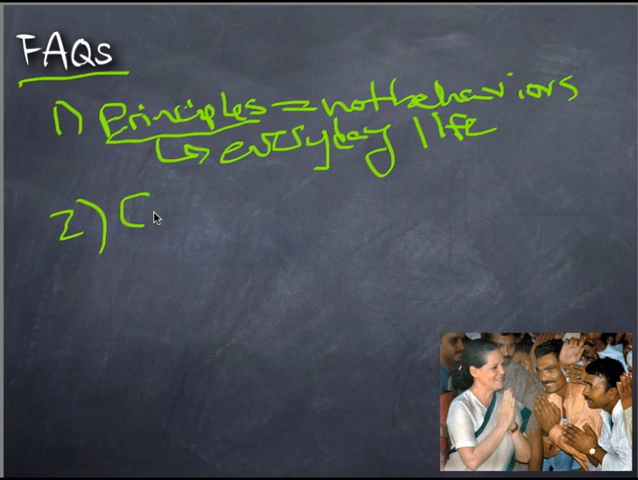 FAQs
1) Principles = not behaviors
↳ everyday life
2) C